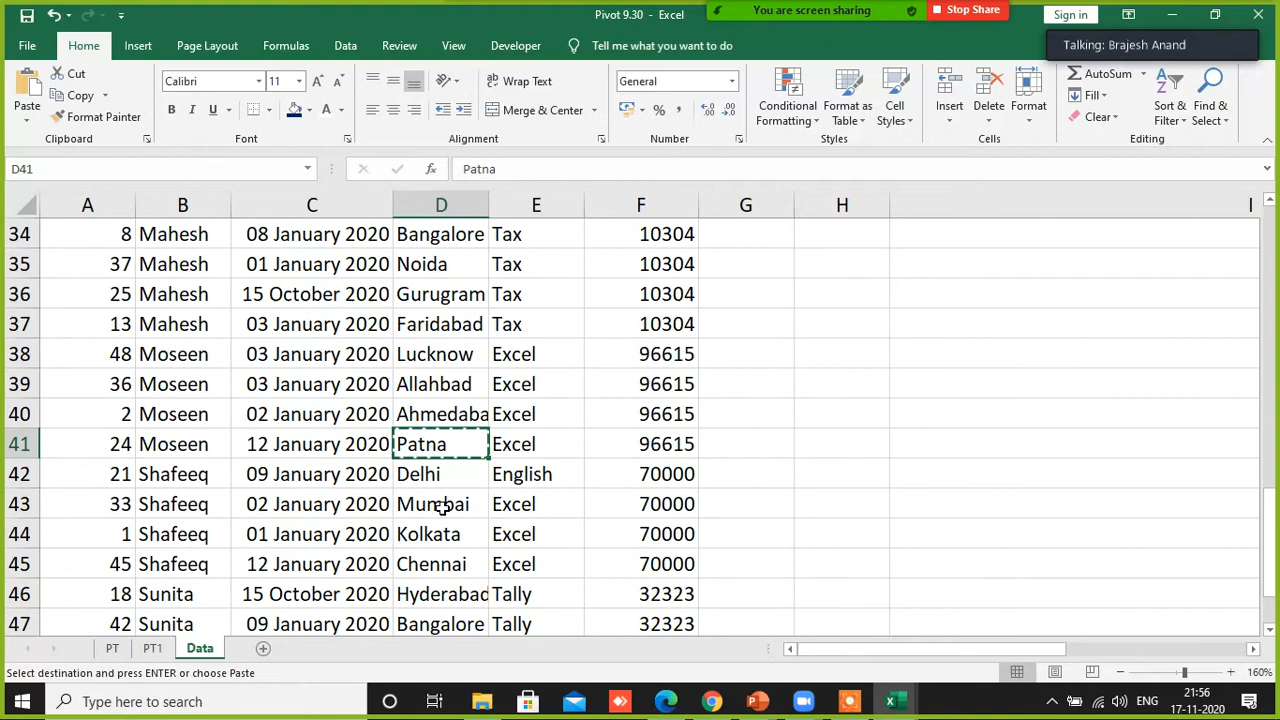 Pivot 9.30 - Excel
You are screen sharing
Stop Share
Sign in
Talking: Brajesh Anand
File Home Insert Page Layout Formulas Data Review View Developer Tell me what you want to do
Paste
Cut
Copy
Format Painter
Clipboard
Calibri 11
B I U A
Font
Wrap Text
Merge & Center
Alignment
General
%
Number
Conditional Formatting
Format as Table
Cell Styles
Styles
Insert
Delete
Format
Cells
AutoSum
Fill
Clear
Sort & Filter
Find & Select
Editing
D41 fx Patna
A B C D E F G H I
34 8 Mahesh 08 January 2020 Bangalore Tax 10304
35 37 Mahesh 01 January 2020 Noida Tax 10304
36 25 Mahesh 15 October 2020 Gurugram Tax 10304
37 13 Mahesh 03 January 2020 Faridabad Tax 10304
38 48 Moseen 03 January 2020 Lucknow Excel 96615
39 36 Moseen 03 January 2020 Allahbad Excel 96615
40 2 Moseen 02 January 2020 Ahmedaba Excel 96615
41 24 Moseen 12 January 2020 Patna Excel 96615
42 21 Shafeeq 09 January 2020 Delhi English 70000
43 33 Shafeeq 02 January 2020 Mumbai Excel 70000
44 1 Shafeeq 01 January 2020 Kolkata Excel 70000
45 45 Shafeeq 12 January 2020 Chennai Excel 70000
46 18 Sunita 15 October 2020 Hyderabad Tally 32323
47 42 Sunita 09 January 2020 Bangalore Tally 32323
PT PT1 Data
Select destination and press ENTER or choose Paste
160%
Type here to search
ENG
21:56
17-11-2020